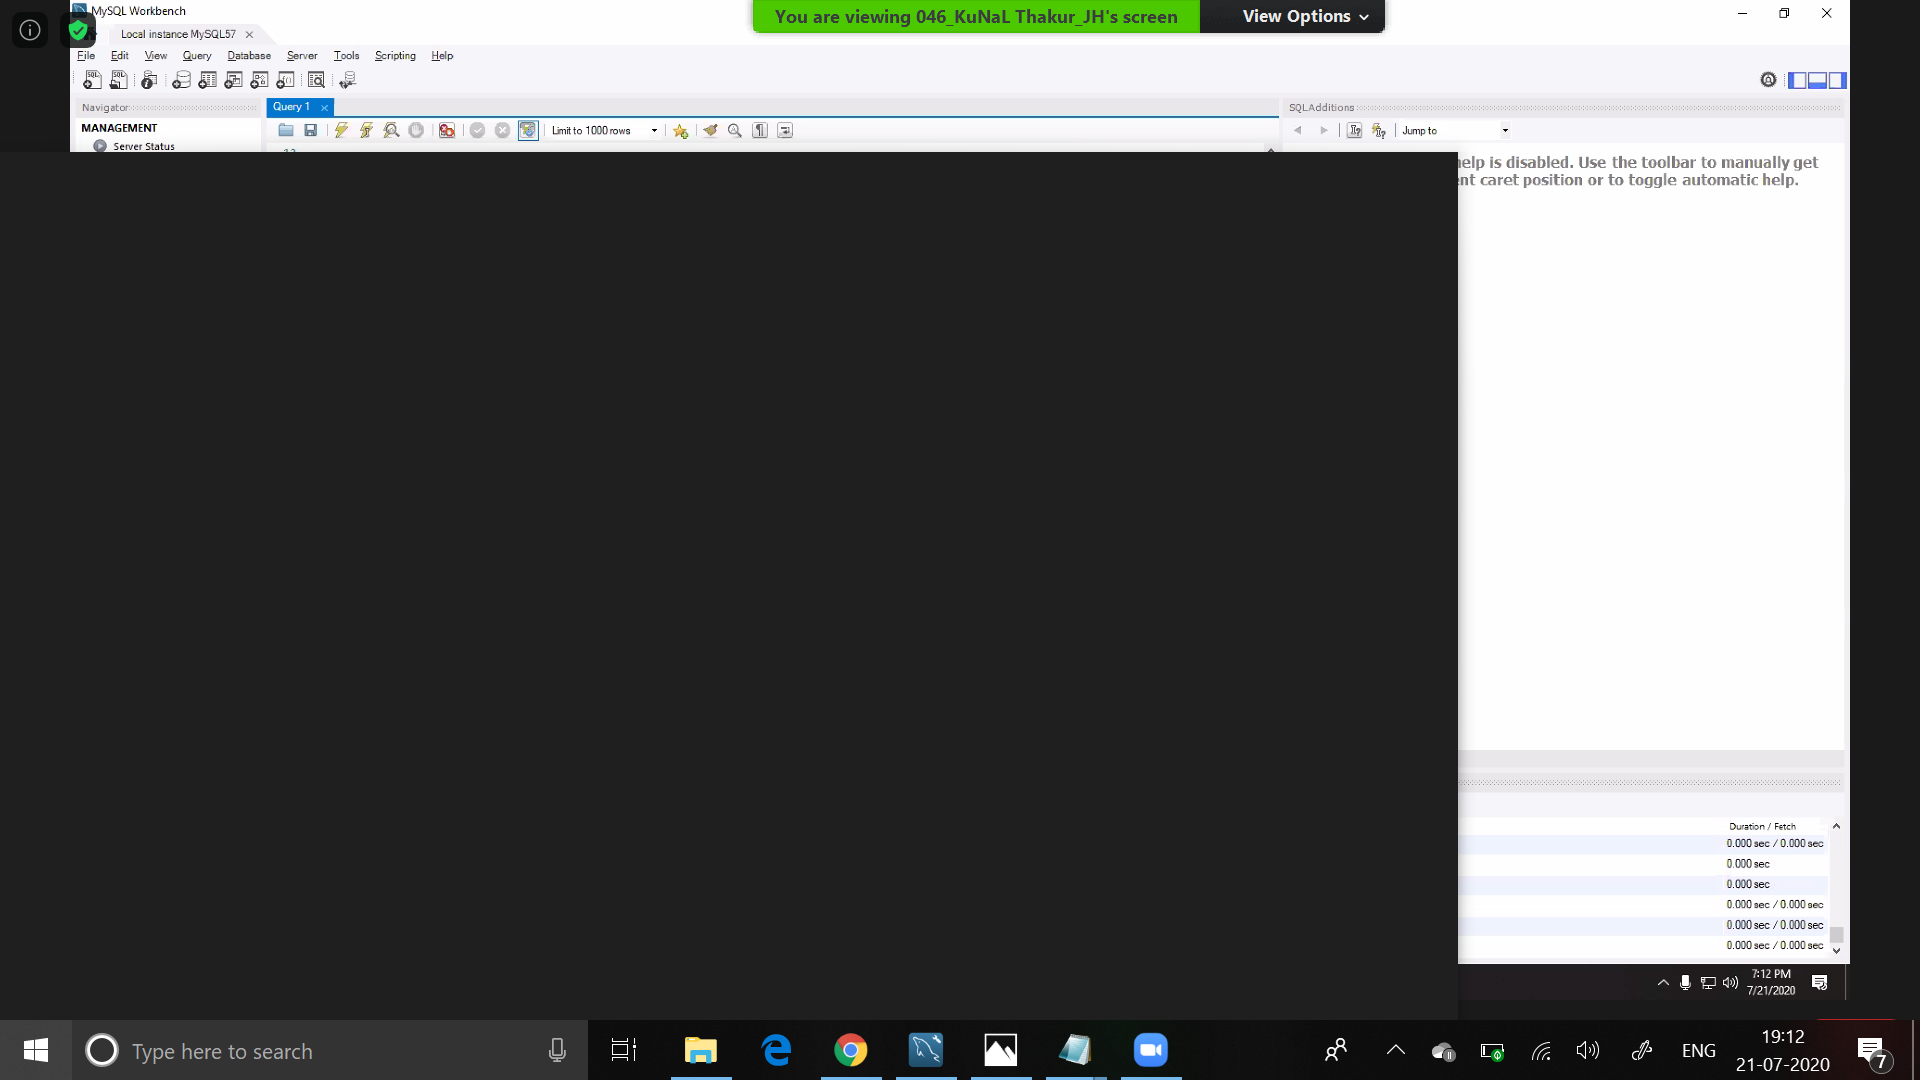 MySQL Workbench
You are viewing 046_KuNaL Thakur_JH's screen
View Options
Local instance MySQL57
File Edit View Query Database Server Tools Scripting Help
Navigator
Query 1
SQLAdditions
MANAGEMENT
Limit to 1000 rows
Jump to
Server Status
help is disabled. Use the toolbar to manually get
nt caret position or to toggle automatic help.
Duration / Fetch
0.000 sec / 0.000 sec
0.000 sec
0.000 sec
0.000 sec / 0.000 sec
0.000 sec / 0.000 sec
0.000 sec / 0.000 sec
7:12 PM
7/21/2020
Type here to search
ENG
19:12
21-07-2020
7